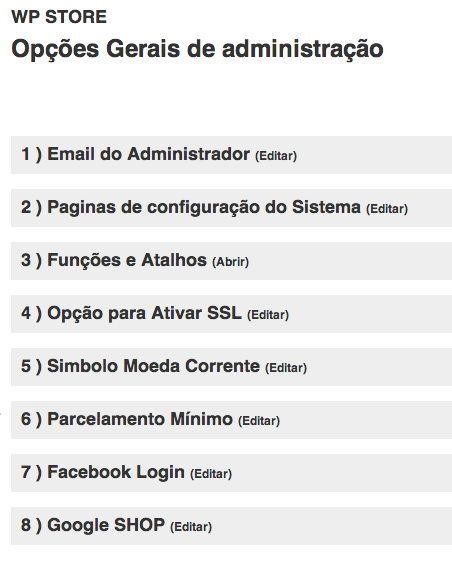 WP STORE
Opções Gerais de administração
1 ) Email do Administrador (Editar)
2 ) Paginas de configuração do Sistema (Editar)
3 ) Funções e Atalhos (Abrir)
4 ) Opção para Ativar SSL (Editar)
5 ) Simbolo Moeda Corrente (Editar)
6 ) Parcelamento Mínimo (Editar)
7 ) Facebook Login (Editar)
8 ) Google SHOP (Editar)